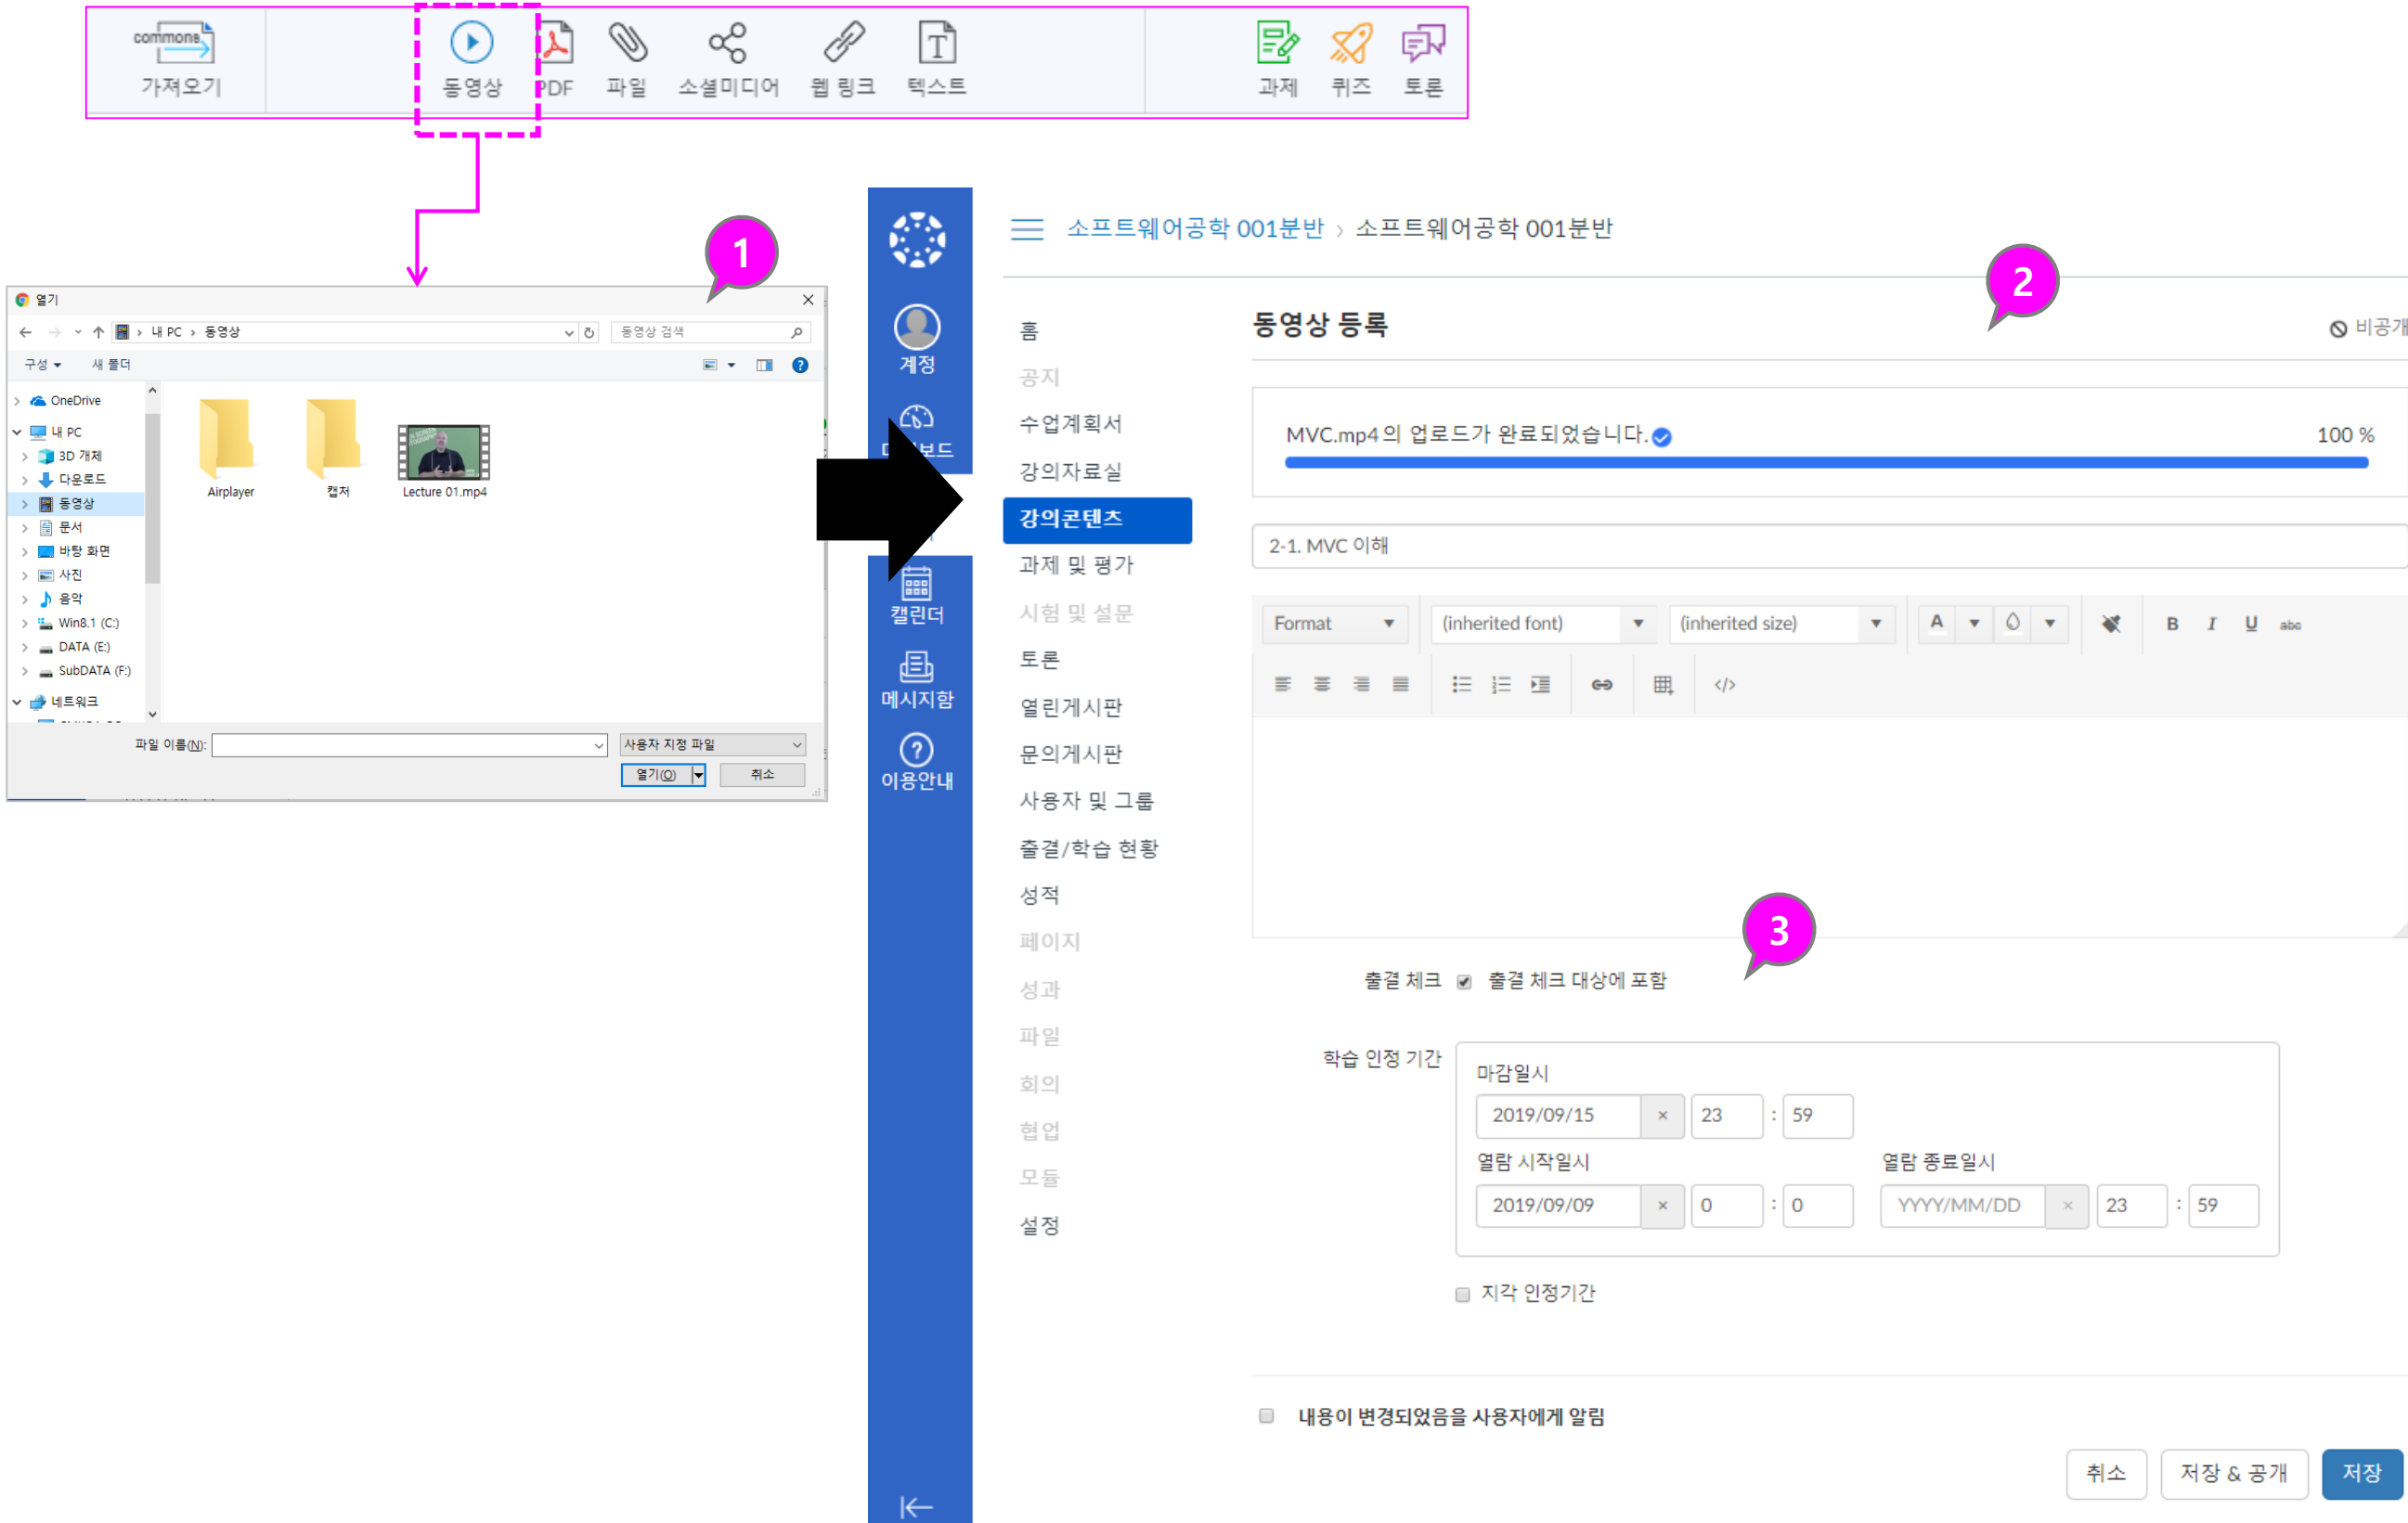 commons
가져오기
동영상
PDF
파일
소셜미디어
웹 링크
텍스트
과제
퀴즈
토론
1
열기
내 PC › 동영상
동영상 검색
구성
새 폴더
OneDrive
내 PC
3D 개체
다운로드
동영상
문서
바탕 화면
사진
음악
Win8.1 (C:)
DATA (E:)
SubDATA (F:)
네트워크
Airplayer
캡처
Lecture 01.mp4
파일 이름(N):
사용자 지정 파일
열기(O)
취소
계정
캘린더
메시지함
이용안내
소프트웨어공학 001분반 › 소프트웨어공학 001분반
홈
공지
수업계획서
강의자료실
강의콘텐츠
과제 및 평가
시험 및 설문
토론
열린게시판
문의게시판
사용자 및 그룹
출결/학습 현황
성적
페이지
성과
파일
회의
협업
모듈
설정
2
동영상 등록
비공개
MVC.mp4의 업로드가 완료되었습니다.
100 %
2-1. MVC 이해
Format
(inherited font)
(inherited size)
A
B I U abc
</>
3
출결 체크
출결 체크 대상에 포함
학습 인정 기간
마감일시
2019/09/15 × 23 : 59
열람 시작일시
2019/09/09 × 0 : 0
열람 종료일시
YYYY/MM/DD × 23 : 59
지각 인정기간
내용이 변경되었음을 사용자에게 알림
취소
저장 & 공개
저장